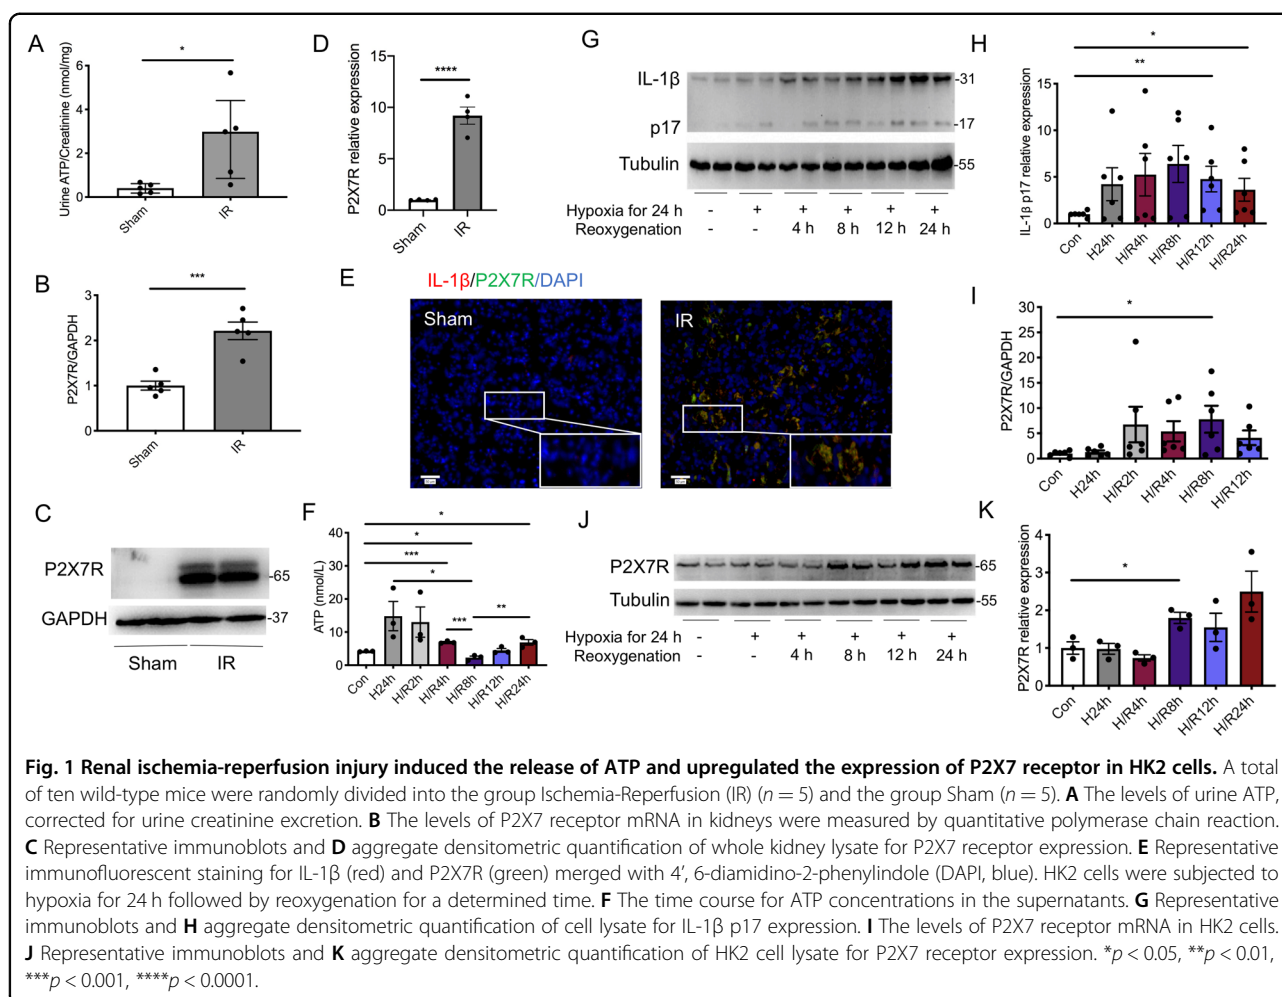 A
*
Urine ATP/Creatinine (nmol/mg)
8
6
4
2
0
Sham
IR
B
***
P2X7R/GAPDH
3
2
1
0
Sham
IR
C
P2X7R
-65
GAPDH
-37
Sham
IR
D
****
P2X7R relative expression
15
10
5
0
Sham
IR
E
IL-1β/P2X7R/DAPI
Sham
IR
F
*
*
***
*
***
**
ATP (nmol/L)
40
30
20
10
0
Con
H24h
H/R2h
H/R4h
H/R8h
H/R12h
H/R24h
G
IL-1β
-31
p17
-17
Tubulin
-55
Hypoxia for 24 h - + + + + +
Reoxygenation - - 4 h 8 h 12 h 24 h
H
*
**
IL-1β p17 relative expression
15
10
5
0
Con
H24h
H/R4h
H/R8h
H/R12h
H/R24h
I
*
P2X7R/GAPDH
30
25
20
15
10
5
0
Con
H24h
H/R2h
H/R4h
H/R8h
H/R12h
J
P2X7R
-65
Tubulin
-55
Hypoxia for 24 h - + + + + +
Reoxygenation - - 4 h 8 h 12 h 24 h
K
*
P2X7R relative expression
4
3
2
1
0
Con
H24h
H/R4h
H/R8h
H/R12h
H/R24h
Fig. 1 Renal ischemia-reperfusion injury induced the release of ATP and upregulated the expression of P2X7 receptor in HK2 cells. A total
of ten wild-type mice were randomly divided into the group Ischemia-Reperfusion (IR) (n = 5) and the group Sham (n = 5). A The levels of urine ATP,
corrected for urine creatinine excretion. B The levels of P2X7 receptor mRNA in kidneys were measured by quantitative polymerase chain reaction.
C Representative immunoblots and D aggregate densitometric quantification of whole kidney lysate for P2X7 receptor expression. E Representative
immunofluorescent staining for IL-1β (red) and P2X7R (green) merged with 4′, 6-diamidino-2-phenylindole (DAPI, blue). HK2 cells were subjected to
hypoxia for 24 h followed by reoxygenation for a determined time. F The time course for ATP concentrations in the supernatants. G Representative
immunoblots and H aggregate densitometric quantification of cell lysate for IL-1β p17 expression. I The levels of P2X7 receptor mRNA in HK2 cells.
J Representative immunoblots and K aggregate densitometric quantification of HK2 cell lysate for P2X7 receptor expression. *p < 0.05, **p < 0.01,
***p < 0.001, ****p < 0.0001.